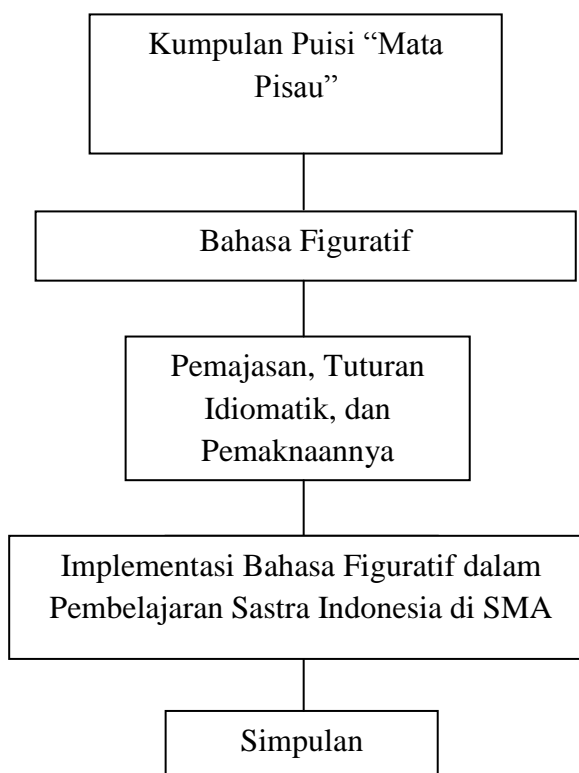 Kumpulan Puisi “Mata
Pisau”
Bahasa Figuratif
Pemajasan, Tuturan
Idiomatik, dan
Pemaknaannya
Implementasi Bahasa Figuratif dalam
Pembelajaran Sastra Indonesia di SMA
Simpulan